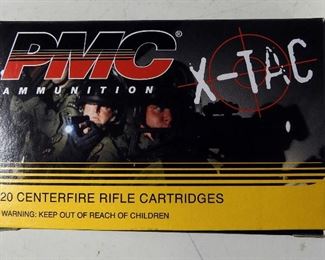 PMC®
AMMUNITION
X-TAC
20 CENTERFIRE RIFLE CARTRIDGES
WARNING: KEEP OUT OF REACH OF CHILDREN